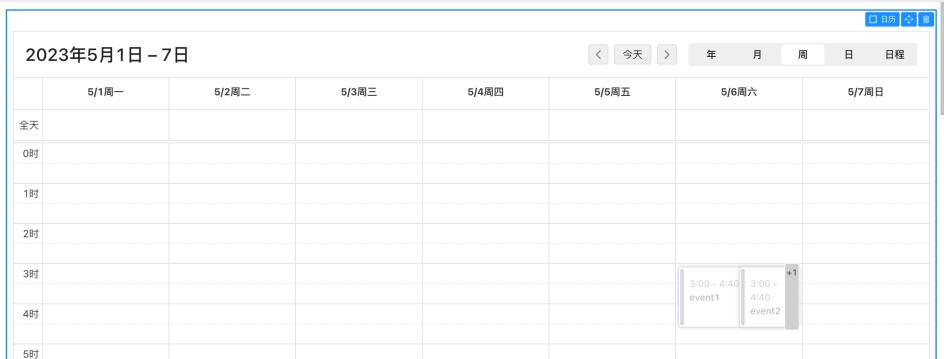 日历
2023年5月1日 – 7日
今天
年 月 周 日 日程
5/1周一 5/2周二 5/3周三 5/4周四 5/5周五 5/6周六 5/7周日
全天
0时
1时
2时
3时
+1
3:00 - 4:40 3:00 -
event1 4:40
event2
4时
5时